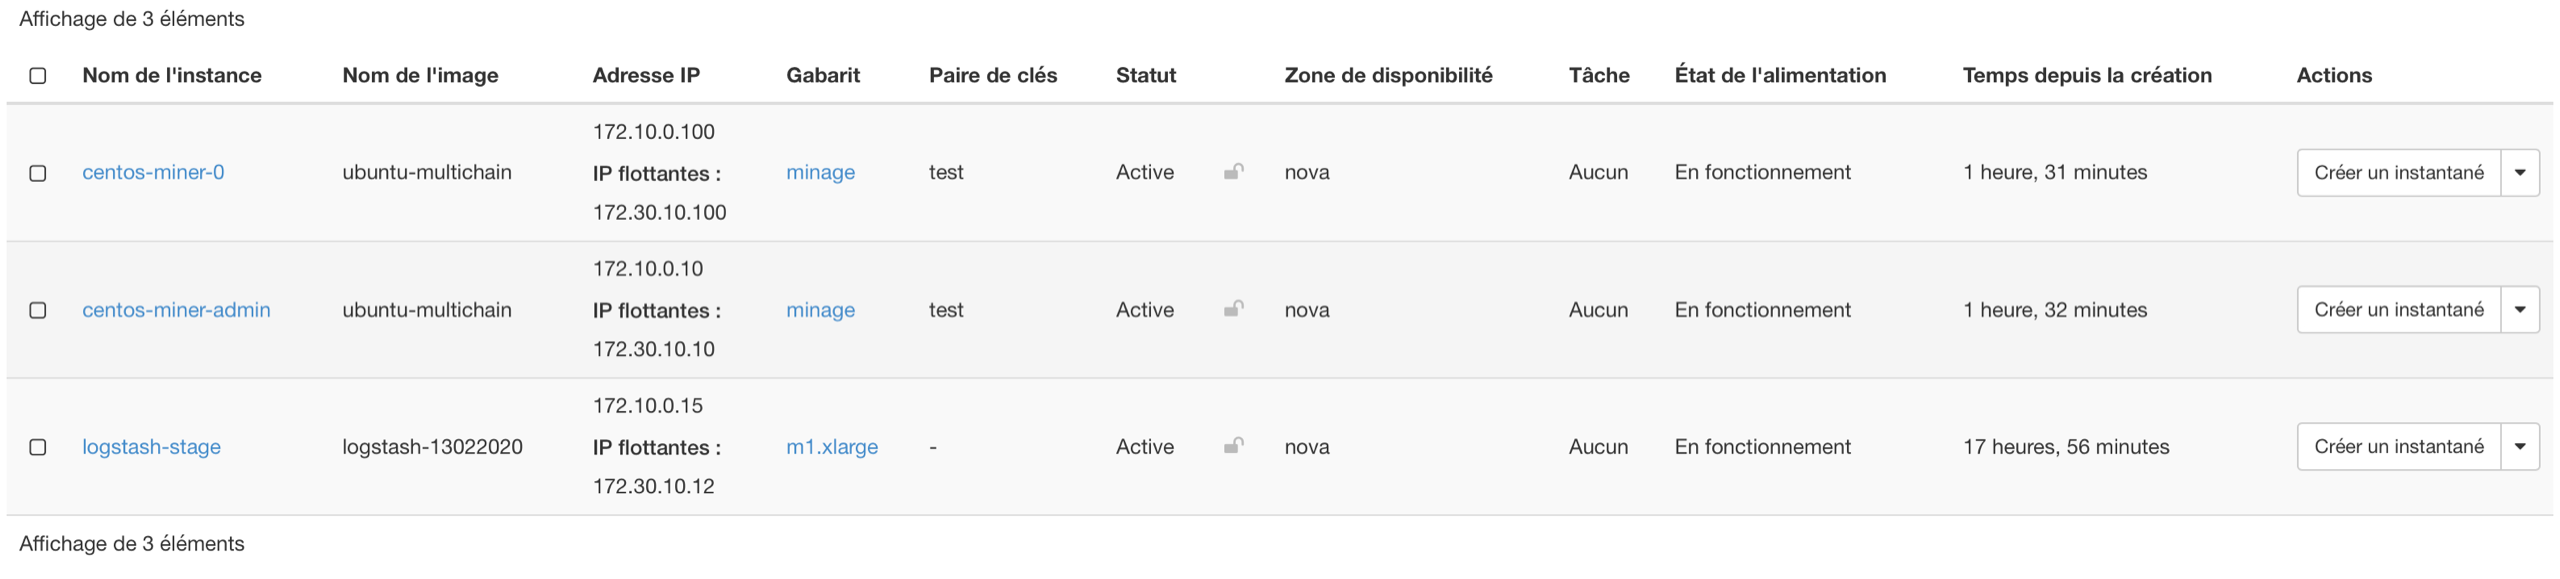 Affichage de 3 éléments
Nom de l'instance Nom de l'image Adresse IP Gabarit Paire de clés Statut Zone de disponibilité Tâche État de l'alimentation Temps depuis la création Actions
172.10.0.100
centos-miner-0 ubuntu-multichain IP flottantes : minage test Active nova Aucun En fonctionnement 1 heure, 31 minutes Créer un instantané
172.30.10.100
172.10.0.10
centos-miner-admin ubuntu-multichain IP flottantes : minage test Active nova Aucun En fonctionnement 1 heure, 32 minutes Créer un instantané
172.30.10.10
172.10.0.15
logstash-stage logstash-13022020 IP flottantes : m1.xlarge - Active nova Aucun En fonctionnement 17 heures, 56 minutes Créer un instantané
172.30.10.12
Affichage de 3 éléments